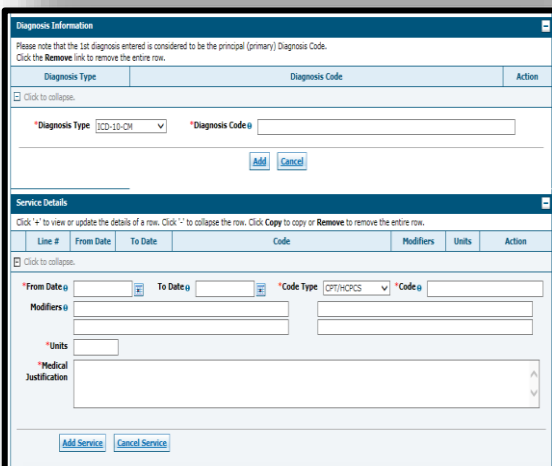 Diagnosis Information
Please note that the 1st diagnosis entered is considered to be the principal (primary) Diagnosis Code.
Click the Remove link to remove the entire row.
Diagnosis Type Diagnosis Code Action
Click to collapse.
*Diagnosis Type ICD-10-CM *Diagnosis Code
Add Cancel
Service Details
Click '+' to view or update the details of a row. Click '-' to collapse the row. Click Copy to copy or Remove to remove the entire row.
Line # From Date To Date Code Modifiers Units Action
Click to collapse.
*From Date To Date *Code Type CPT/HCPCS *Code
Modifiers
*Units
*Medical
Justification
Add Service Cancel Service